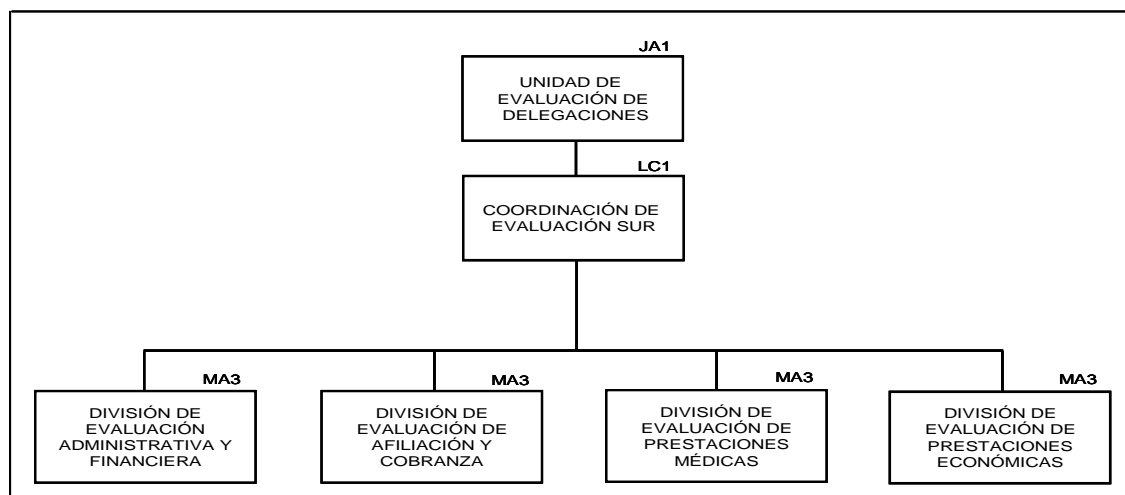 JA1
UNIDAD DE
EVALUACIÓN DE
DELEGACIONES
LC1
COORDINACIÓN DE
EVALUACIÓN SUR
MA3
DIVISIÓN DE
EVALUACIÓN
ADMINISTRATIVA Y
FINANCIERA
MA3
DIVISIÓN DE
EVALUACIÓN DE
AFILIACIÓN Y
COBRANZA
MA3
DIVISIÓN DE
EVALUACIÓN DE
PRESTACIONES
MÉDICAS
MA3
DIVISIÓN DE
EVALUACIÓN DE
PRESTACIONES
ECONÓMICAS